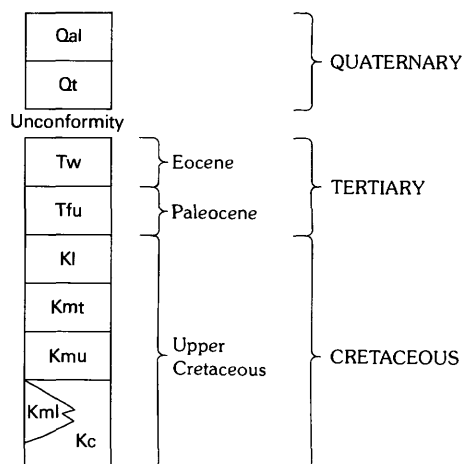 Qal
Qt
QUATERNARY
Unconformity
Tw
Eocene
Tfu
Paleocene
TERTIARY
Kl
Kmt
Kmu
Upper
Cretaceous
CRETACEOUS
Kml
Kc